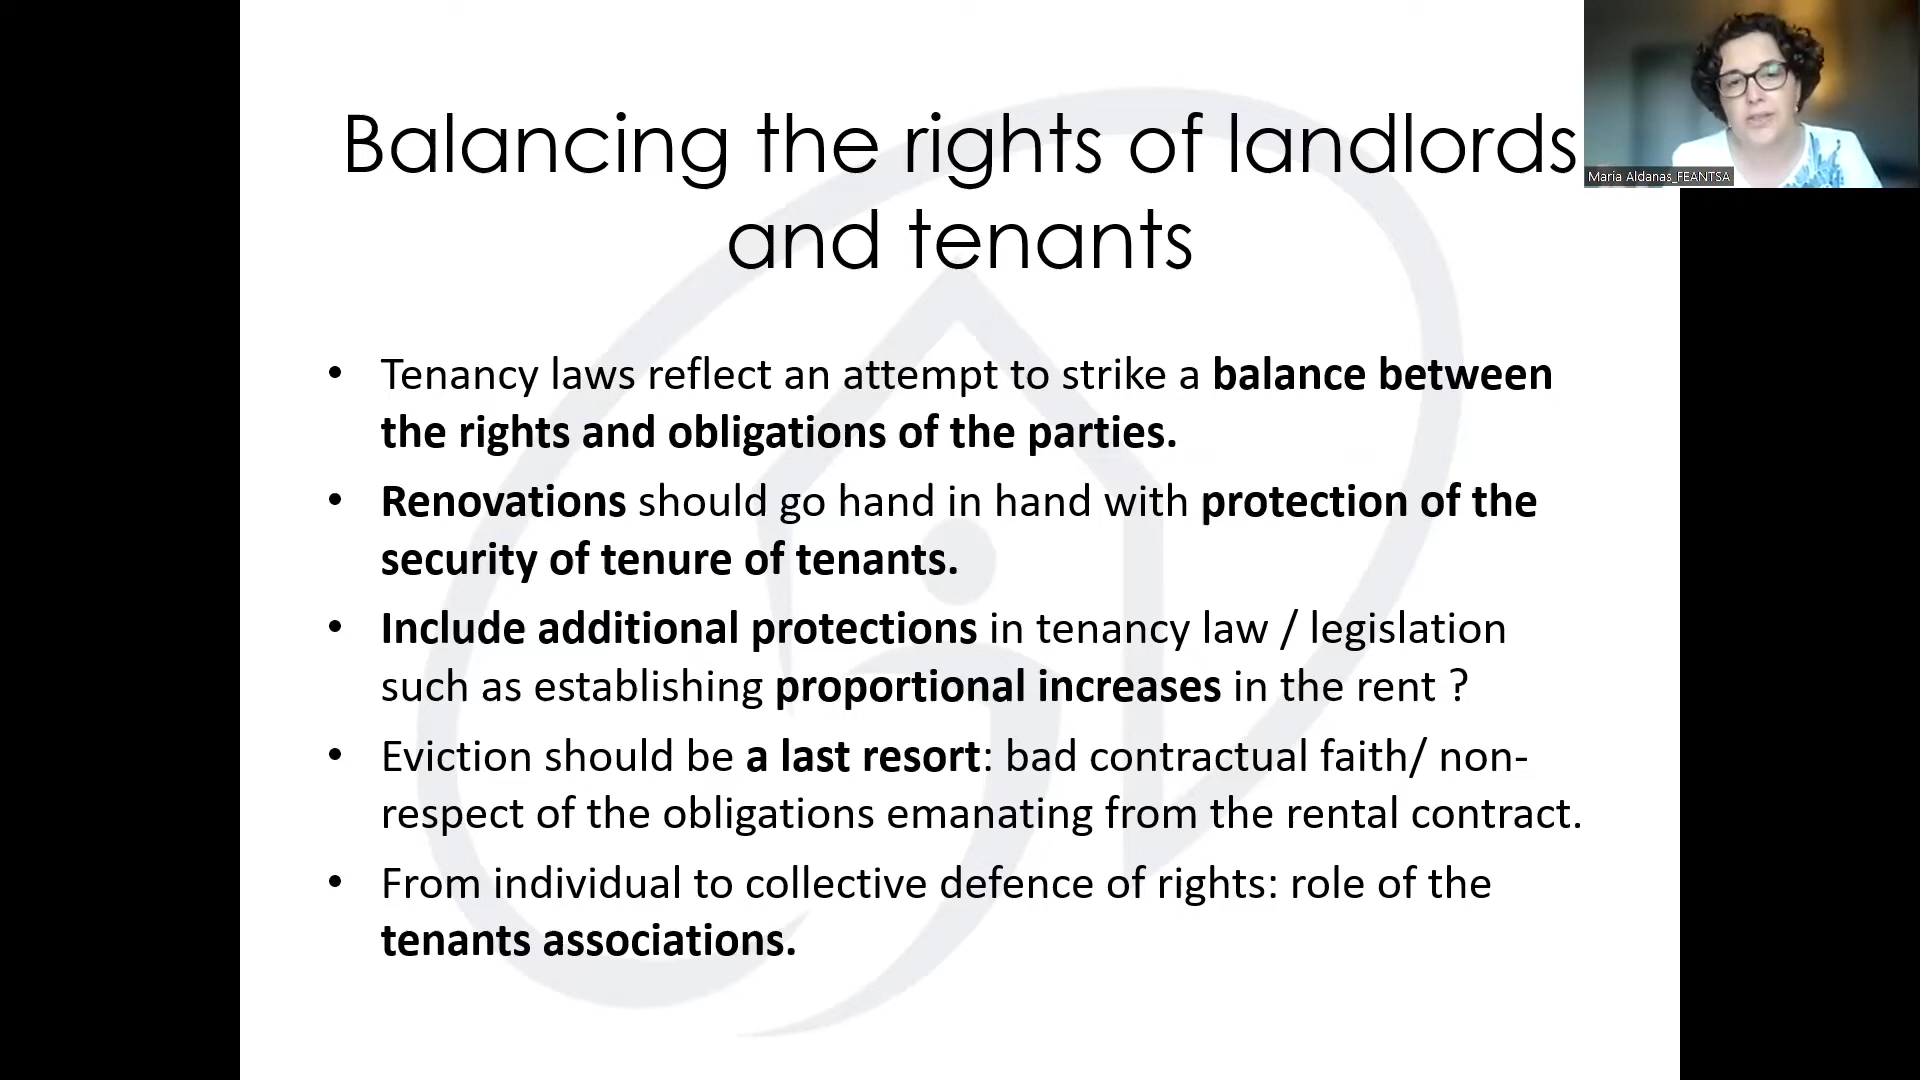 Balancing the rights of landlords
and tenants
Maria Aldanas_FEANTSA
• Tenancy laws reflect an attempt to strike a balance between
the rights and obligations of the parties.
• Renovations should go hand in hand with protection of the
security of tenure of tenants.
• Include additional protections in tenancy law / legislation
such as establishing proportional increases in the rent ?
• Eviction should be a last resort: bad contractual faith/ non-
respect of the obligations emanating from the rental contract.
• From individual to collective defence of rights: role of the
tenants associations.